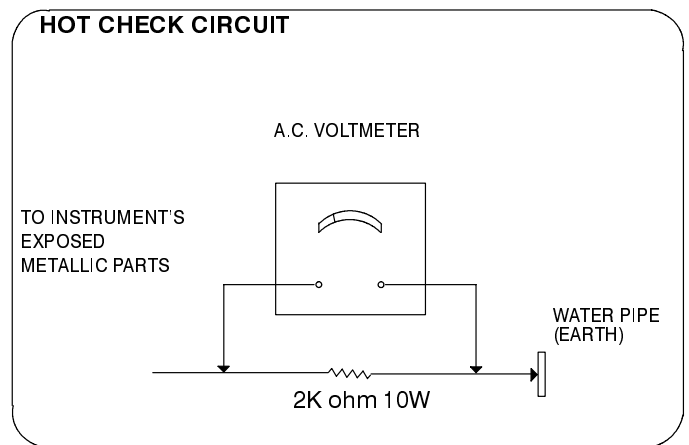 HOT CHECK CIRCUIT
A.C. VOLTMETER
TO INSTRUMENT'S
EXPOSED
METALLIC PARTS
WATER PIPE
(EARTH)
2K ohm 10W